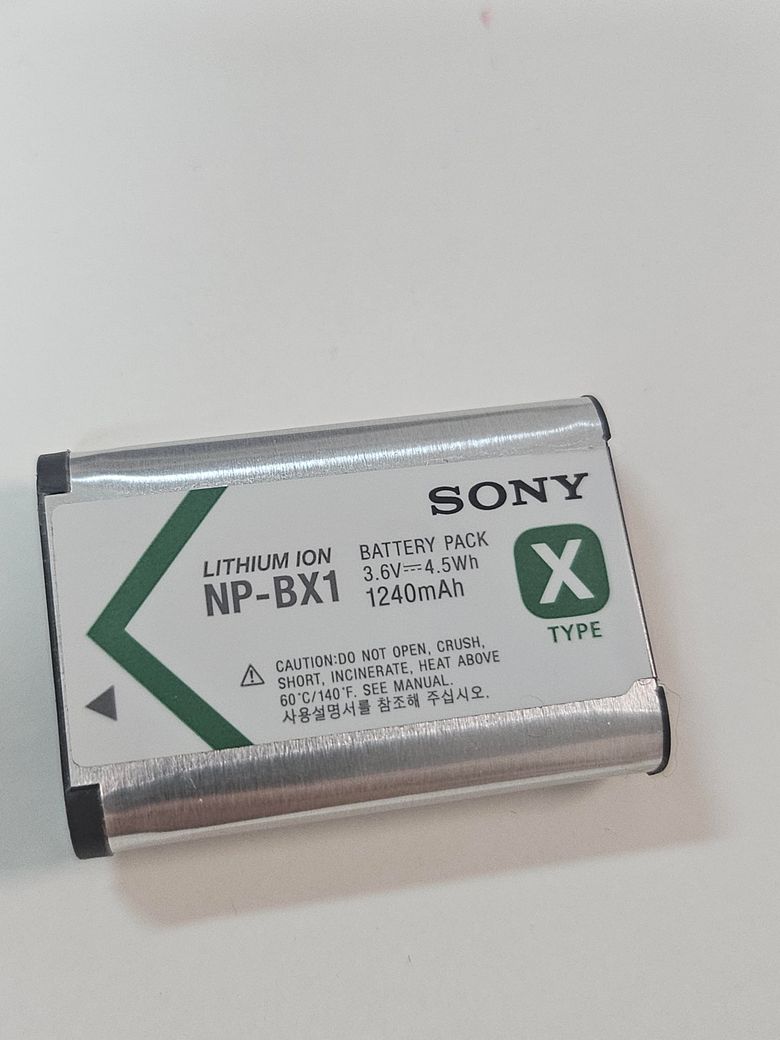 SONY
LITHIUM ION
NP-BX1
BATTERY PACK
3.6V⎓4.5Wh
1240mAh
X
TYPE
CAUTION:DO NOT OPEN, CRUSH,
SHORT, INCINERATE, HEAT ABOVE
60°C/140°F. SEE MANUAL.
사용설명서를 참조해 주십시오.